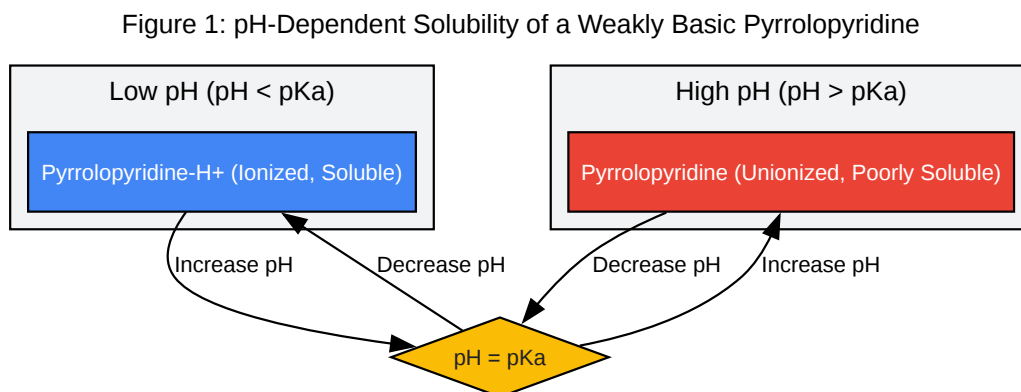 Figure 1: pH-Dependent Solubility of a Weakly Basic Pyrrolopyridine
Low pH (pH < pKa)
High pH (pH > pKa)
Pyrrolopyridine-H+ (Ionized, Soluble)
Pyrrolopyridine (Unionized, Poorly Soluble)
Increase pH
Decrease pH
Decrease pH
Increase pH
pH = pKa